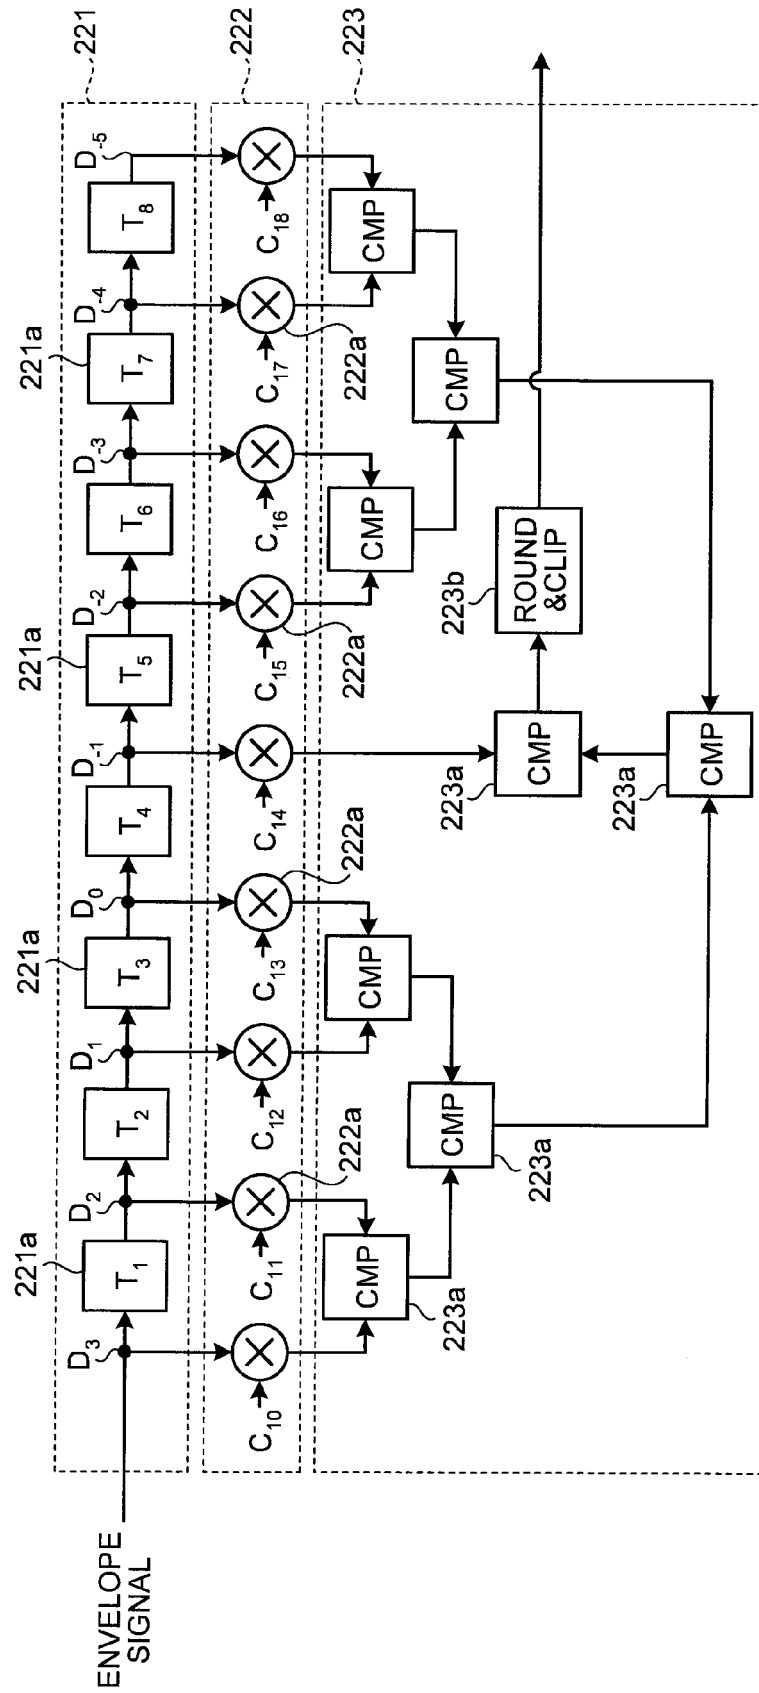 221
222
223
221a
221a
221a
221a
D3
D2
D1
D0
D-1
D-2
D-3
D-4
D-5
ENVELOPE
SIGNAL
T1
T2
T3
T4
T5
T6
T7
T8
C10
C11
C12
C13
C14
C15
C16
C17
C18
222a
222a
222a
222a
CMP
CMP
CMP
CMP
223a
CMP
CMP
223a
223a
CMP
223b
ROUND
&CLIP
223a
CMP